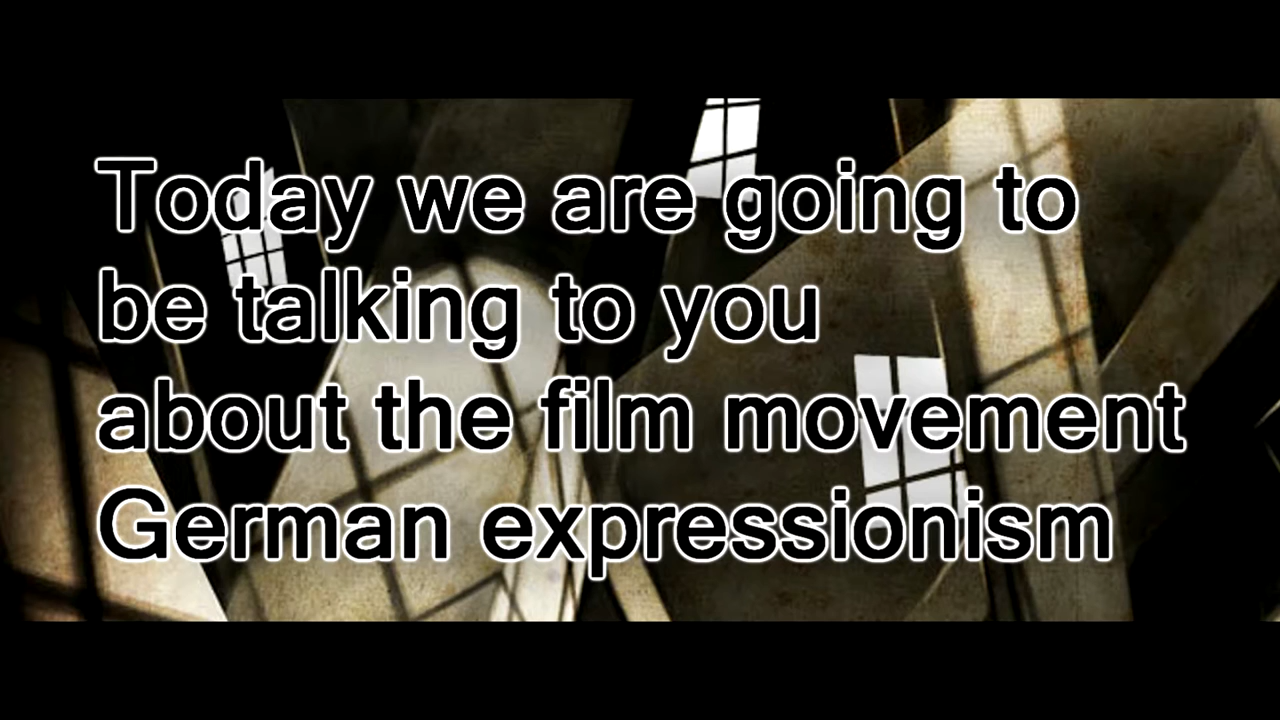 Today we are going to
be talking to you
about the film movement
German expressionism